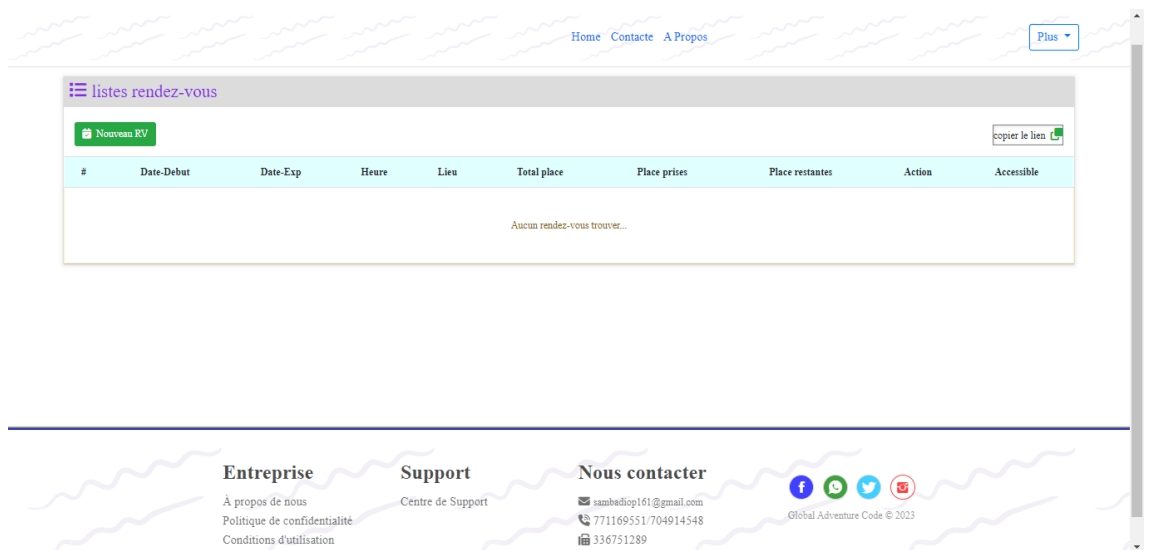 Home Contacte A Propos Plus
listes rendez-vous
Nouveau RV copier le lien
# Date-Debut Date-Exp Heure Lieu Total place Place prises Place restantes Action Accessible
Aucun rendez-vous trouver...
Entreprise
À propos de nous
Politique de confidentialité
Conditions d'utilisation
Support
Centre de Support
Nous contacter
sambadiop161@gmail.com
771169551/704914548
336751289
Global Adventure Code © 2023